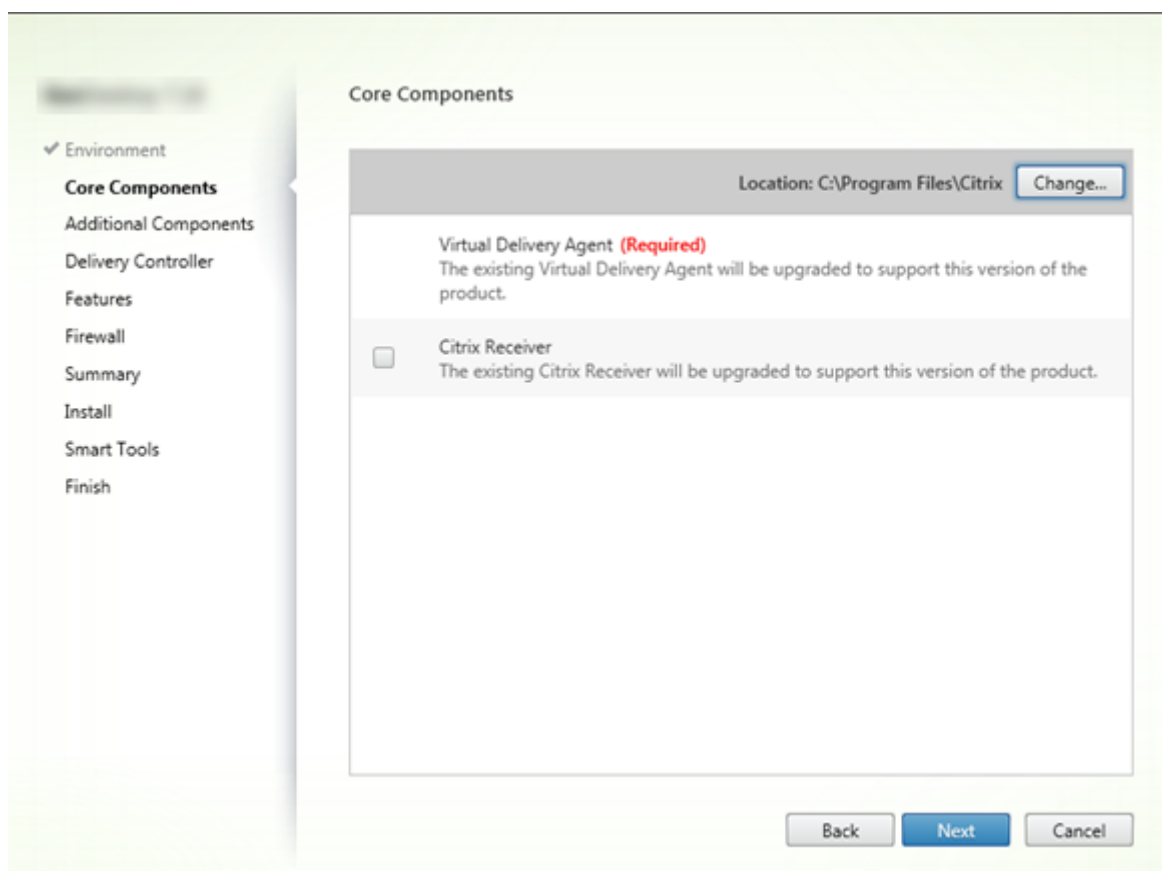 Core Components
Environment
Core Components
Additional Components
Delivery Controller
Features
Firewall
Summary
Install
Smart Tools
Finish
Location: C:\Program Files\Citrix
Change...
Virtual Delivery Agent (Required)
The existing Virtual Delivery Agent will be upgraded to support this version of the
product.
Citrix Receiver
The existing Citrix Receiver will be upgraded to support this version of the product.
Back
Next
Cancel